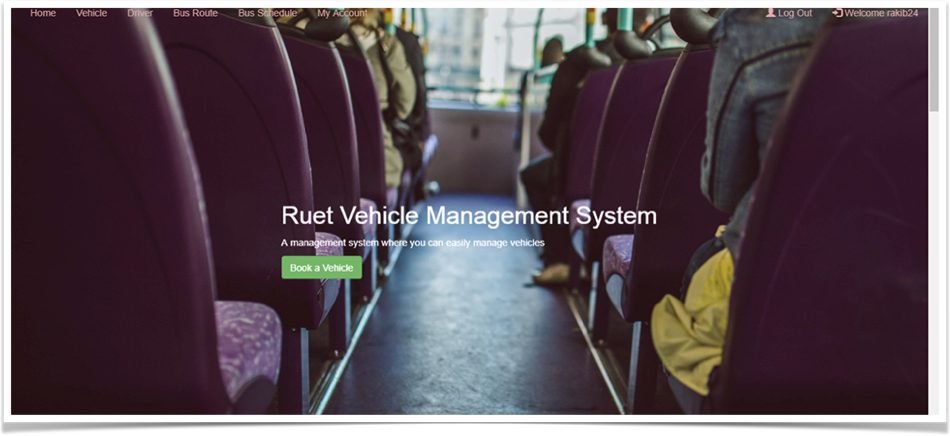 Home Vehicle Driver Bus Route Bus Schedule My Account Log Out Welcome rakib24
Ruet Vehicle Management System
A management system where you can easily manage vehicles
Book a Vehicle